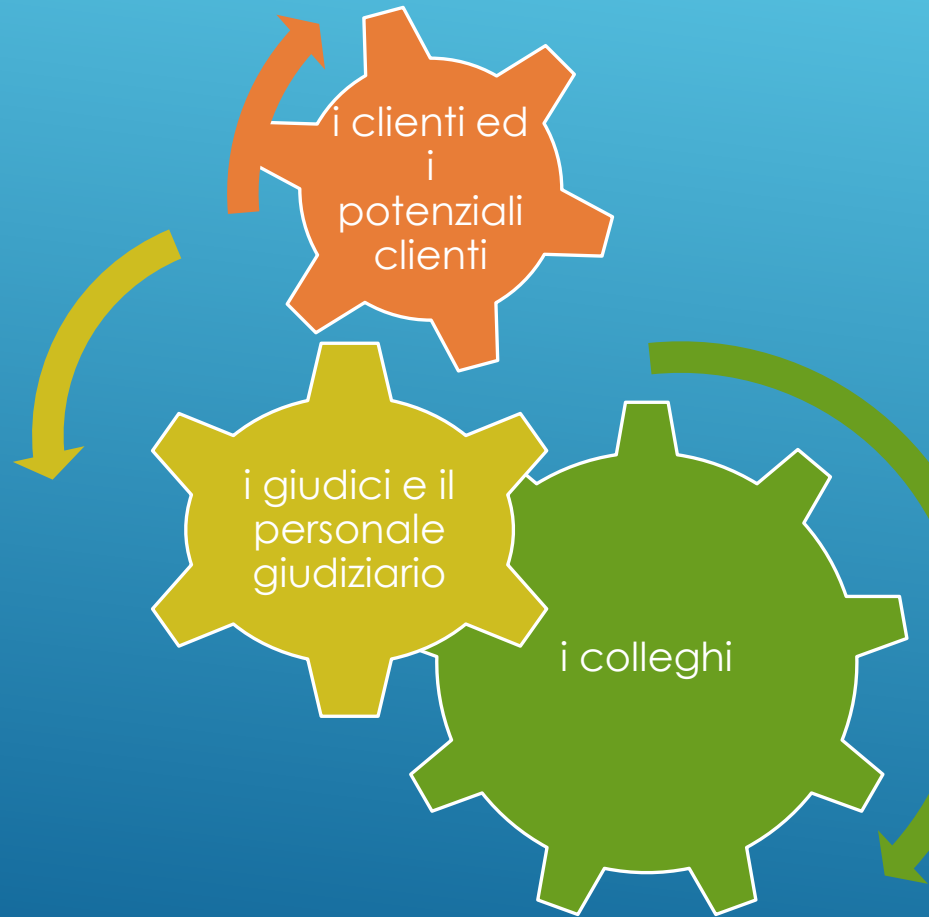 i clienti ed
i
potenziali
clienti
i giudici e il
personale
giudiziario
i colleghi